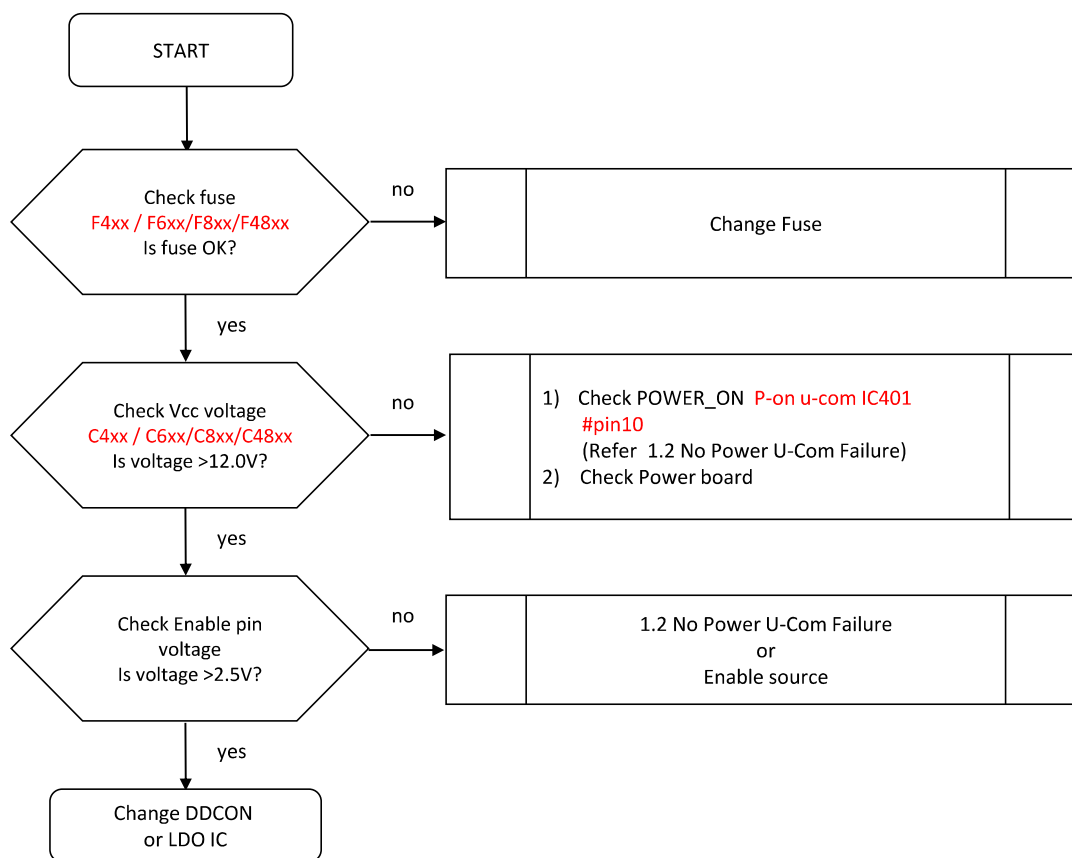 START
Check fuse
F4xx / F6xx/F8xx/F48xx
Is fuse OK?
no
Change Fuse
yes
Check Vcc voltage
C4xx / C6xx/C8xx/C48xx
Is voltage >12.0V?
no
1) Check POWER_ON P-on u-com IC401
#pin10
(Refer 1.2 No Power U-Com Failure)
2) Check Power board
yes
Check Enable pin
voltage
Is voltage >2.5V?
no
1.2 No Power U-Com Failure
or
Enable source
yes
Change DDCON
or LDO IC